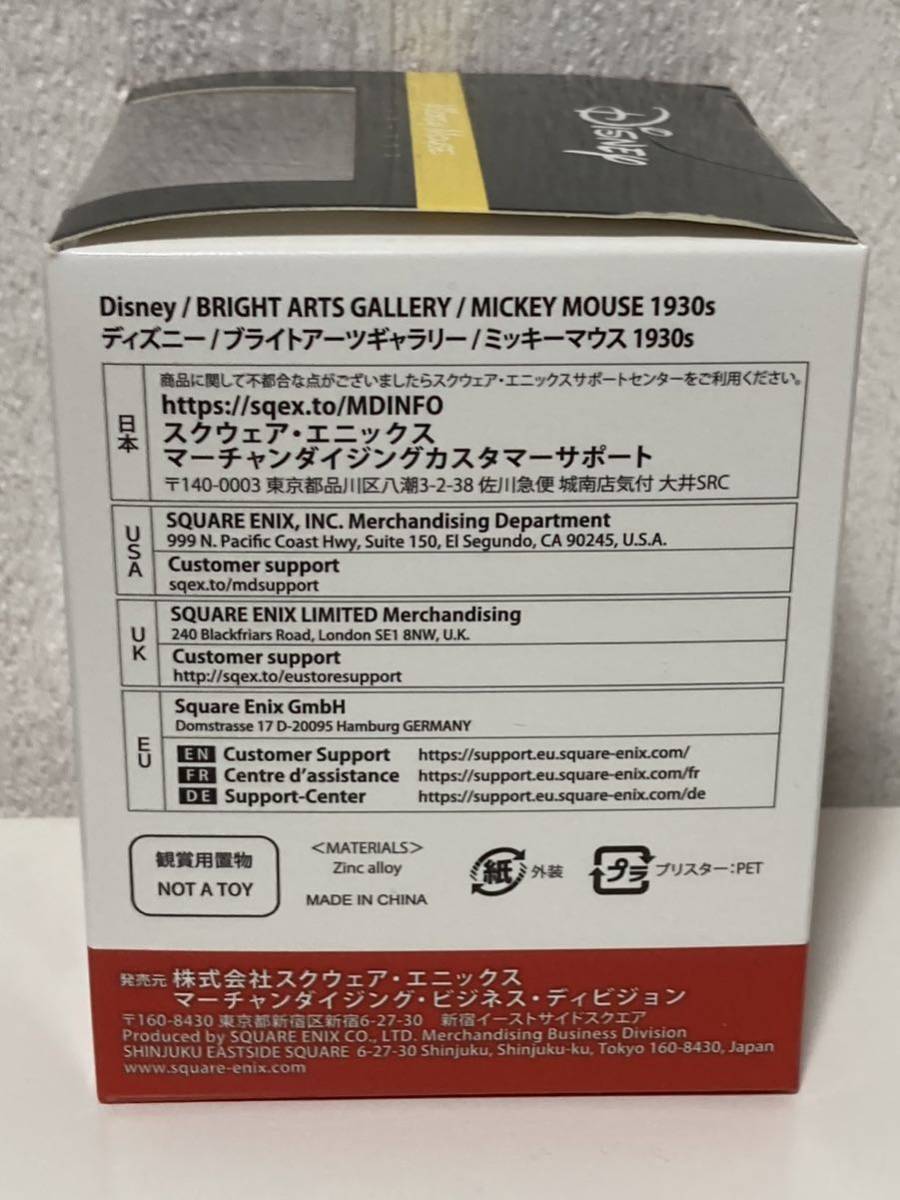 Disney
MICKEY MOUSE
Disney / BRIGHT ARTS GALLERY / MICKEY MOUSE 1930s
ディズニー / ブライトアーツギャラリー / ミッキーマウス 1930s
日本
商品に関して不都合な点がございましたらスクウェア・エニックスサポートセンターをご利用ください。
https://sqex.to/MDINFO
スクウェア・エニックス
マーチャンダイジングカスタマーサポート
〒140-0003 東京都品川区八潮3-2-38 佐川急便 城南店気付 大井SRC
USA
SQUARE ENIX, INC. Merchandising Department
999 N. Pacific Coast Hwy, Suite 150, El Segundo, CA 90245, U.S.A.
Customer support
sqex.to/mdsupport
UK
SQUARE ENIX LIMITED Merchandising
240 Blackfriars Road, London SE1 8NW, U.K.
Customer support
http://sqex.to/eustoresupport
EU
Square Enix GmbH
Domstrasse 17 D-20095 Hamburg GERMANY
EN Customer Support https://support.eu.square-enix.com/
FR Centre d'assistance https://support.eu.square-enix.com/fr
DE Support-Center https://support.eu.square-enix.com/de
観賞用置物
NOT A TOY
<MATERIALS>
Zinc alloy
MADE IN CHINA
紙 外装
プラ ブリスター:PET
発売元 株式会社スクウェア・エニックス
マーチャンダイジング・ビジネス・ディビジョン
〒160-8430 東京都新宿区新宿6-27-30 新宿イーストサイドスクエア
Produced by SQUARE ENIX CO., LTD. Merchandising Business Division
SHINJUKU EASTSIDE SQUARE 6-27-30 Shinjuku, Shinjuku-ku, Tokyo 160-8430, Japan
www.square-enix.com